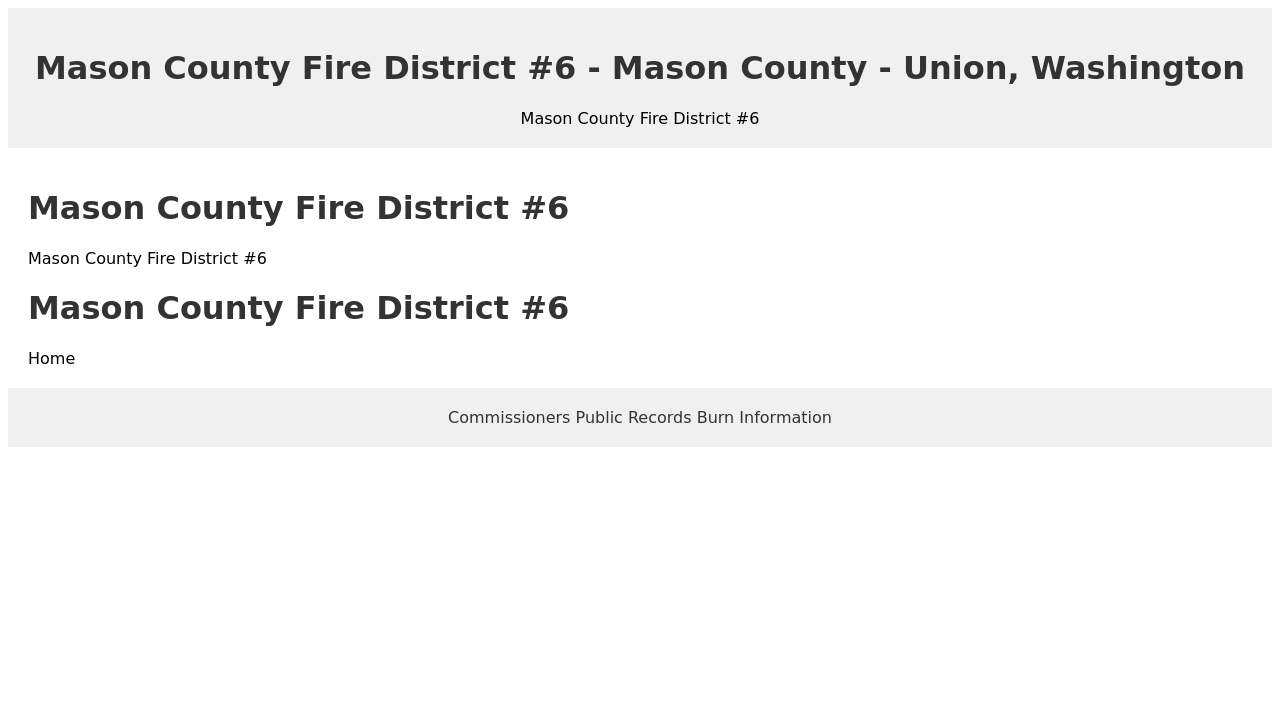 Mason County Fire District #6 - Mason County - Union, Washington
Mason County Fire District #6
Mason County Fire District #6
Mason County Fire District #6
Mason County Fire District #6
Home
Commissioners Public Records Burn Information